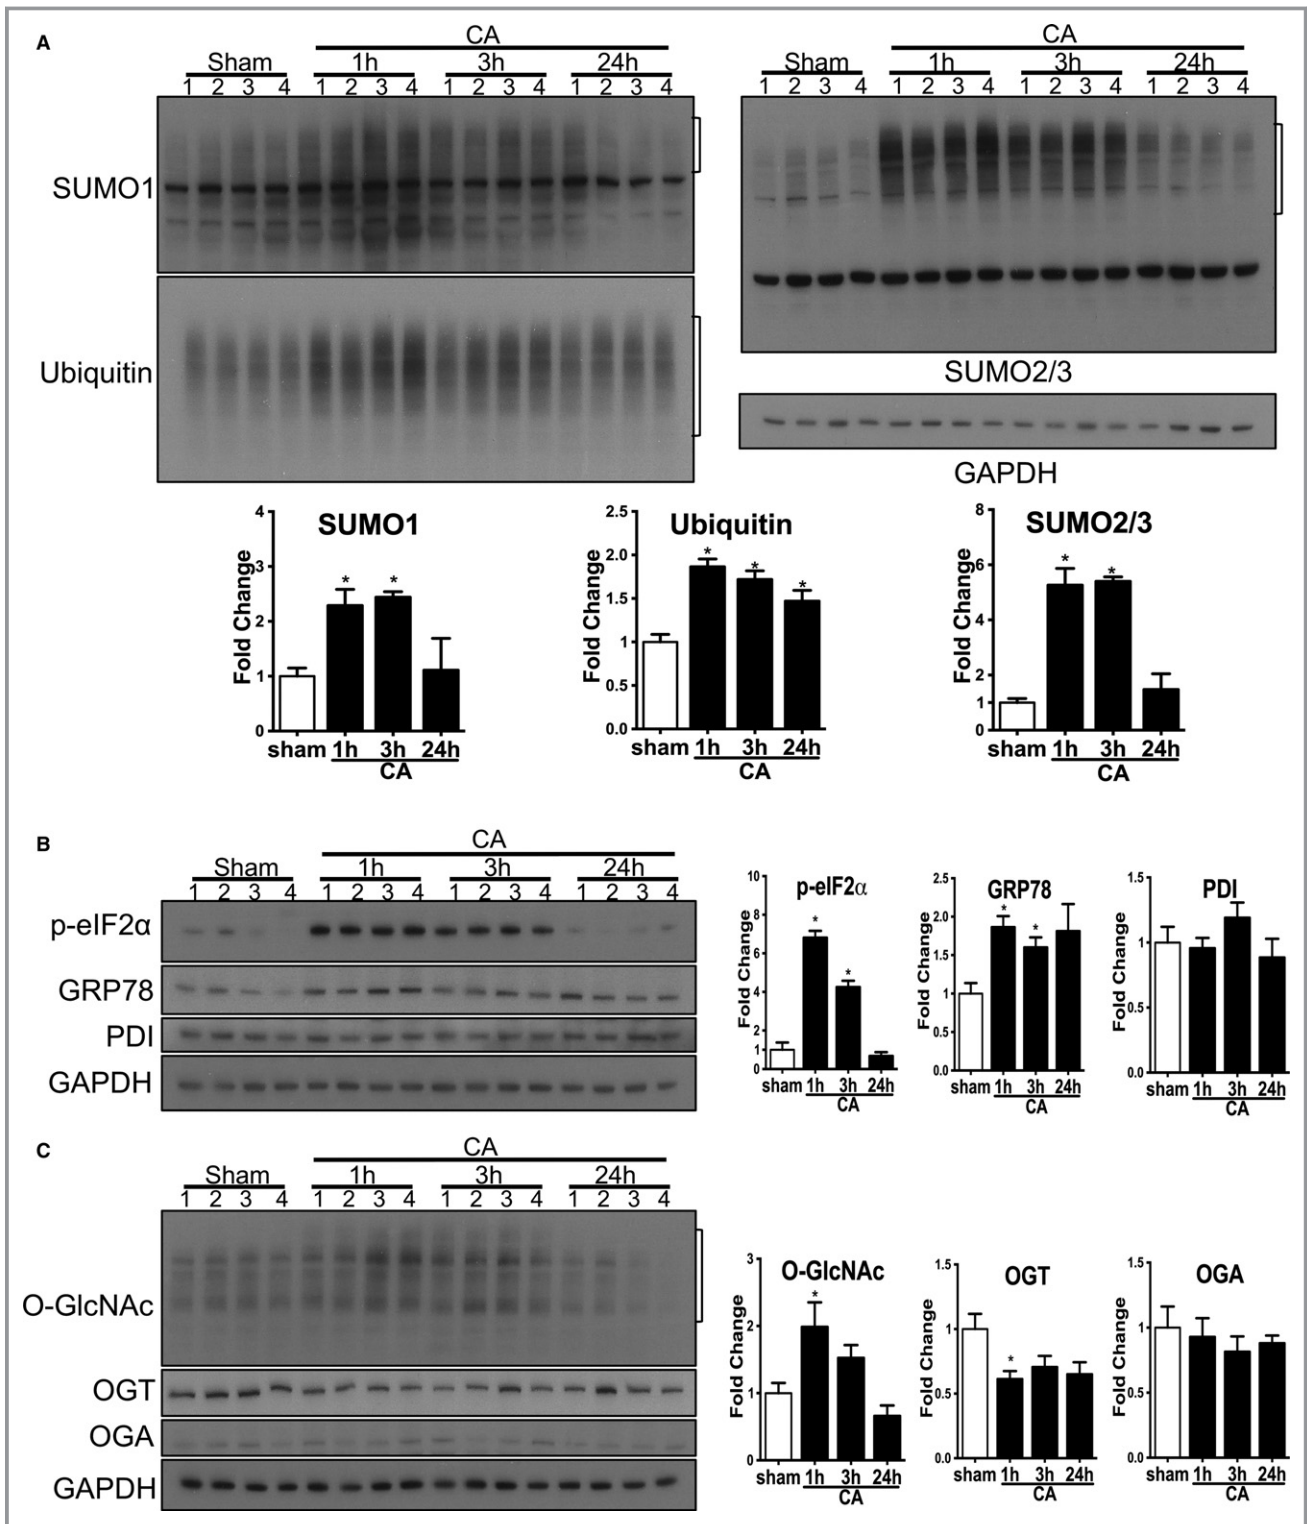 A
CA
Sham 1h 3h 24h
1 2 3 4 1 2 3 4 1 2 3 4 1 2 3 4
SUMO1
Ubiquitin
CA
Sham 1h 3h 24h
1 2 3 4 1 2 3 4 1 2 3 4 1 2 3 4
SUMO2/3
GAPDH
SUMO1
Fold Change
4
3
2
1
0
* *
sham 1h 3h 24h
CA
Ubiquitin
Fold Change
2.5
2.0
1.5
1
0.5
0.0
* * *
sham 1h 3h 24h
CA
SUMO2/3
Fold Change
8
6
4
2
1
0
* *
sham 1h 3h 24h
CA
B
CA
Sham 1h 3h 24h
1 2 3 4 1 2 3 4 1 2 3 4 1 2 3 4
p-eIF2α
GRP78
PDI
GAPDH
p-eIF2α
Fold Change
10
8
6
4
2
1
0
* *
sham 1h 3h 24h
CA
GRP78
Fold Change
2.5
2.0
1.5
1
0.5
0.0
* *
sham 1h 3h 24h
CA
PDI
Fold Change
1.5
1
0.5
0.0
sham 1h 3h 24h
CA
C
CA
Sham 1h 3h 24h
1 2 3 4 1 2 3 4 1 2 3 4 1 2 3 4
O-GlcNAc
OGT
OGA
GAPDH
O-GlcNAc
Fold Change
3
2
1
0
*
sham 1h 3h 24h
CA
OGT
Fold Change
1.5
1
0.5
0.0
*
sham 1h 3h 24h
CA
OGA
Fold Change
1.5
1
0.5
0.0
sham 1h 3h 24h
CA